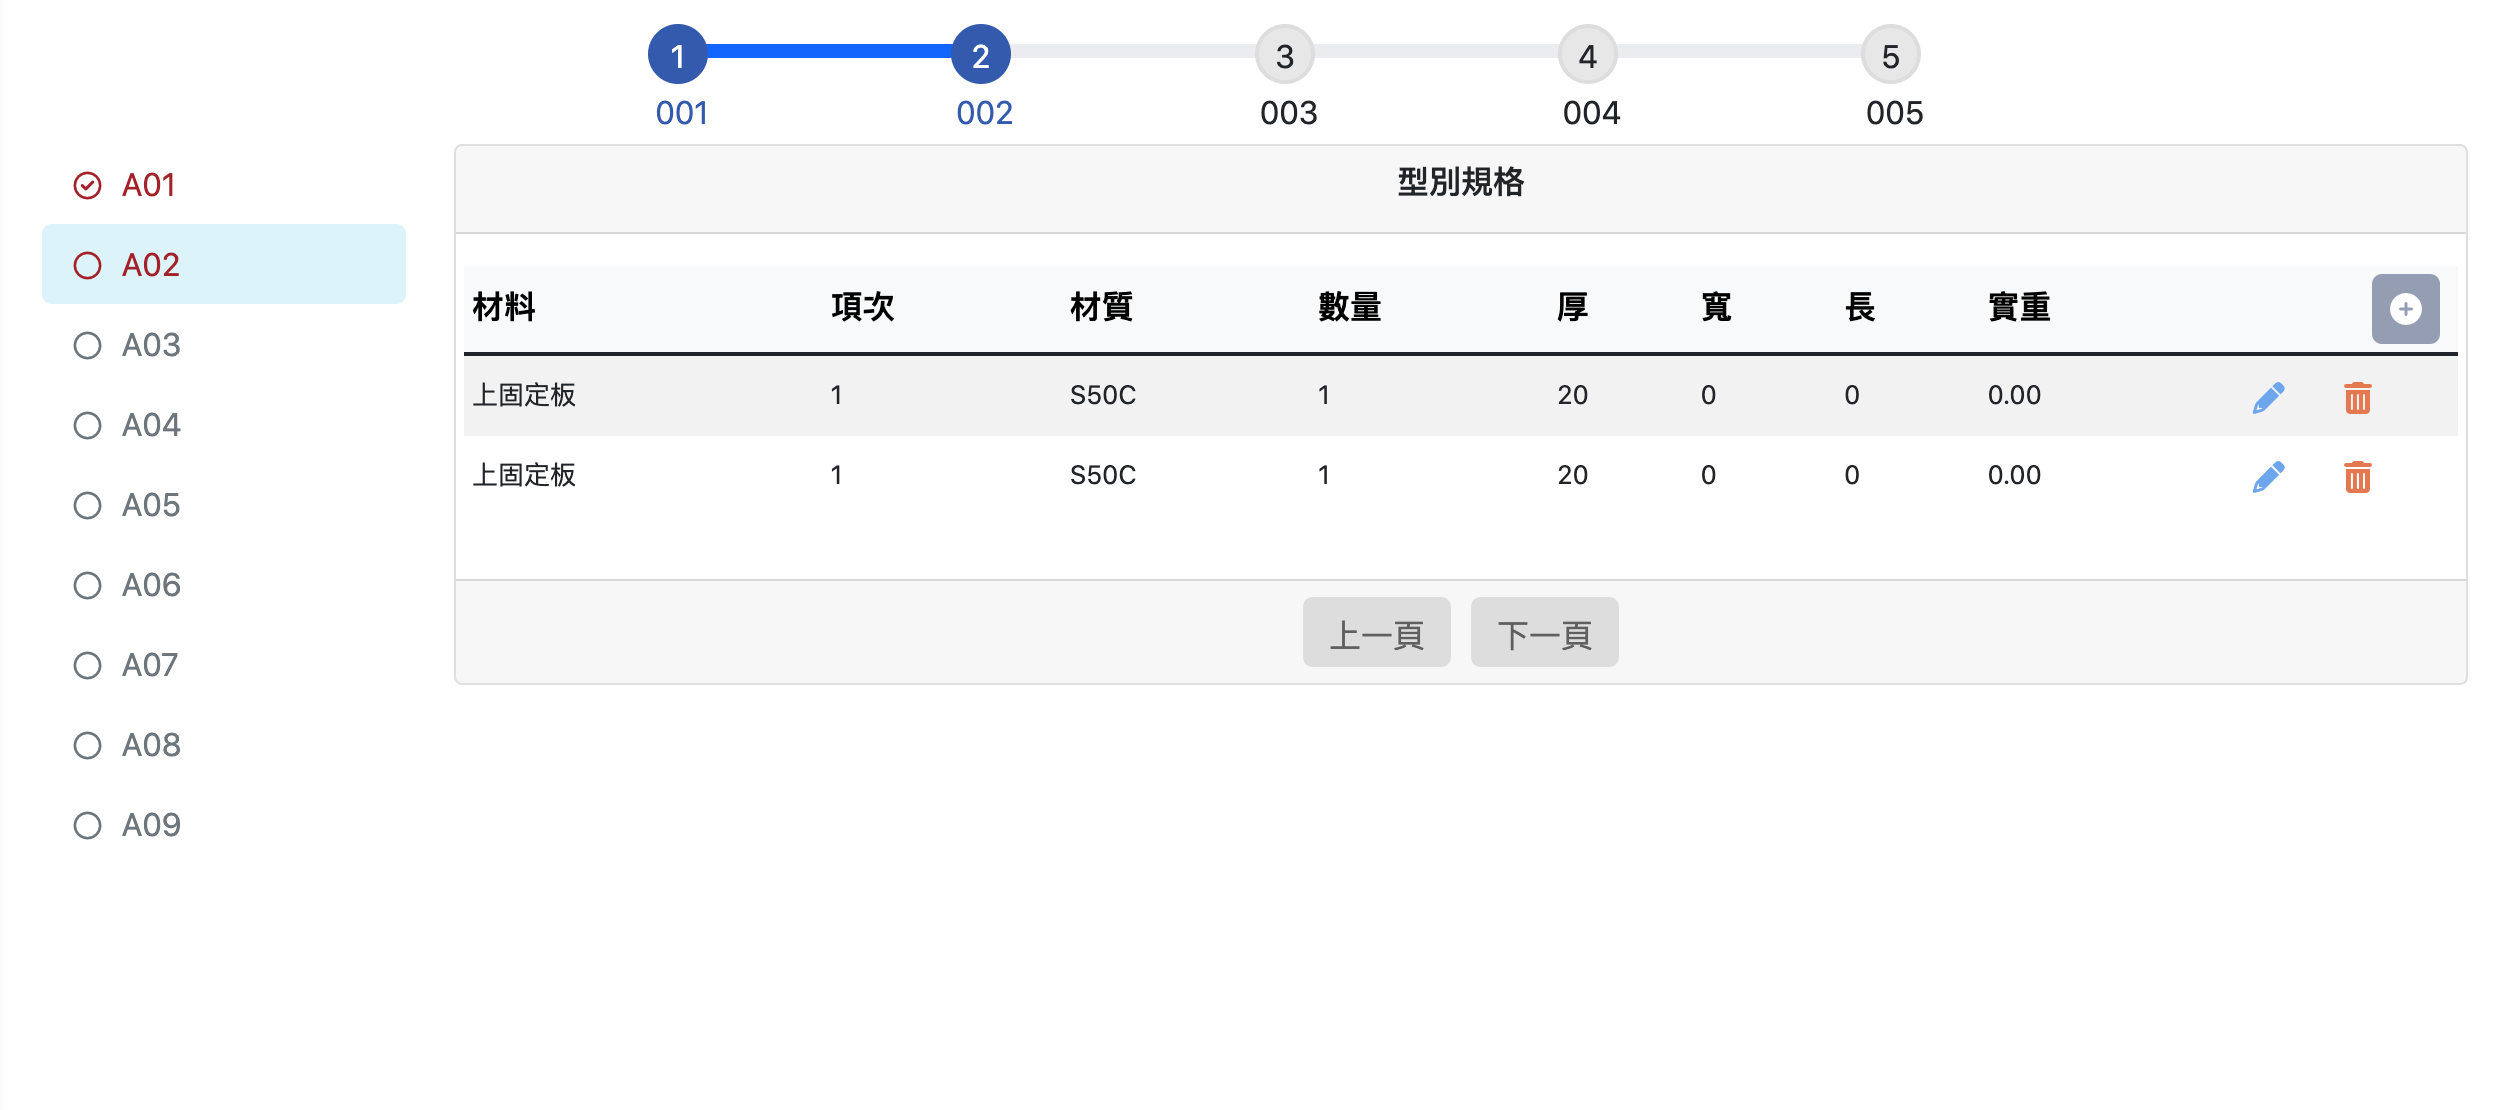 1 2 3 4 5
001 002 003 004 005
A01
A02
A03
A04
A05
A06
A07
A08
A09
型別規格
材料 項次 材質 數量 厚 寬 長 實重
上固定板 1 S50C 1 20 0 0 0.00
上固定板 1 S50C 1 20 0 0 0.00
上一頁 下一頁